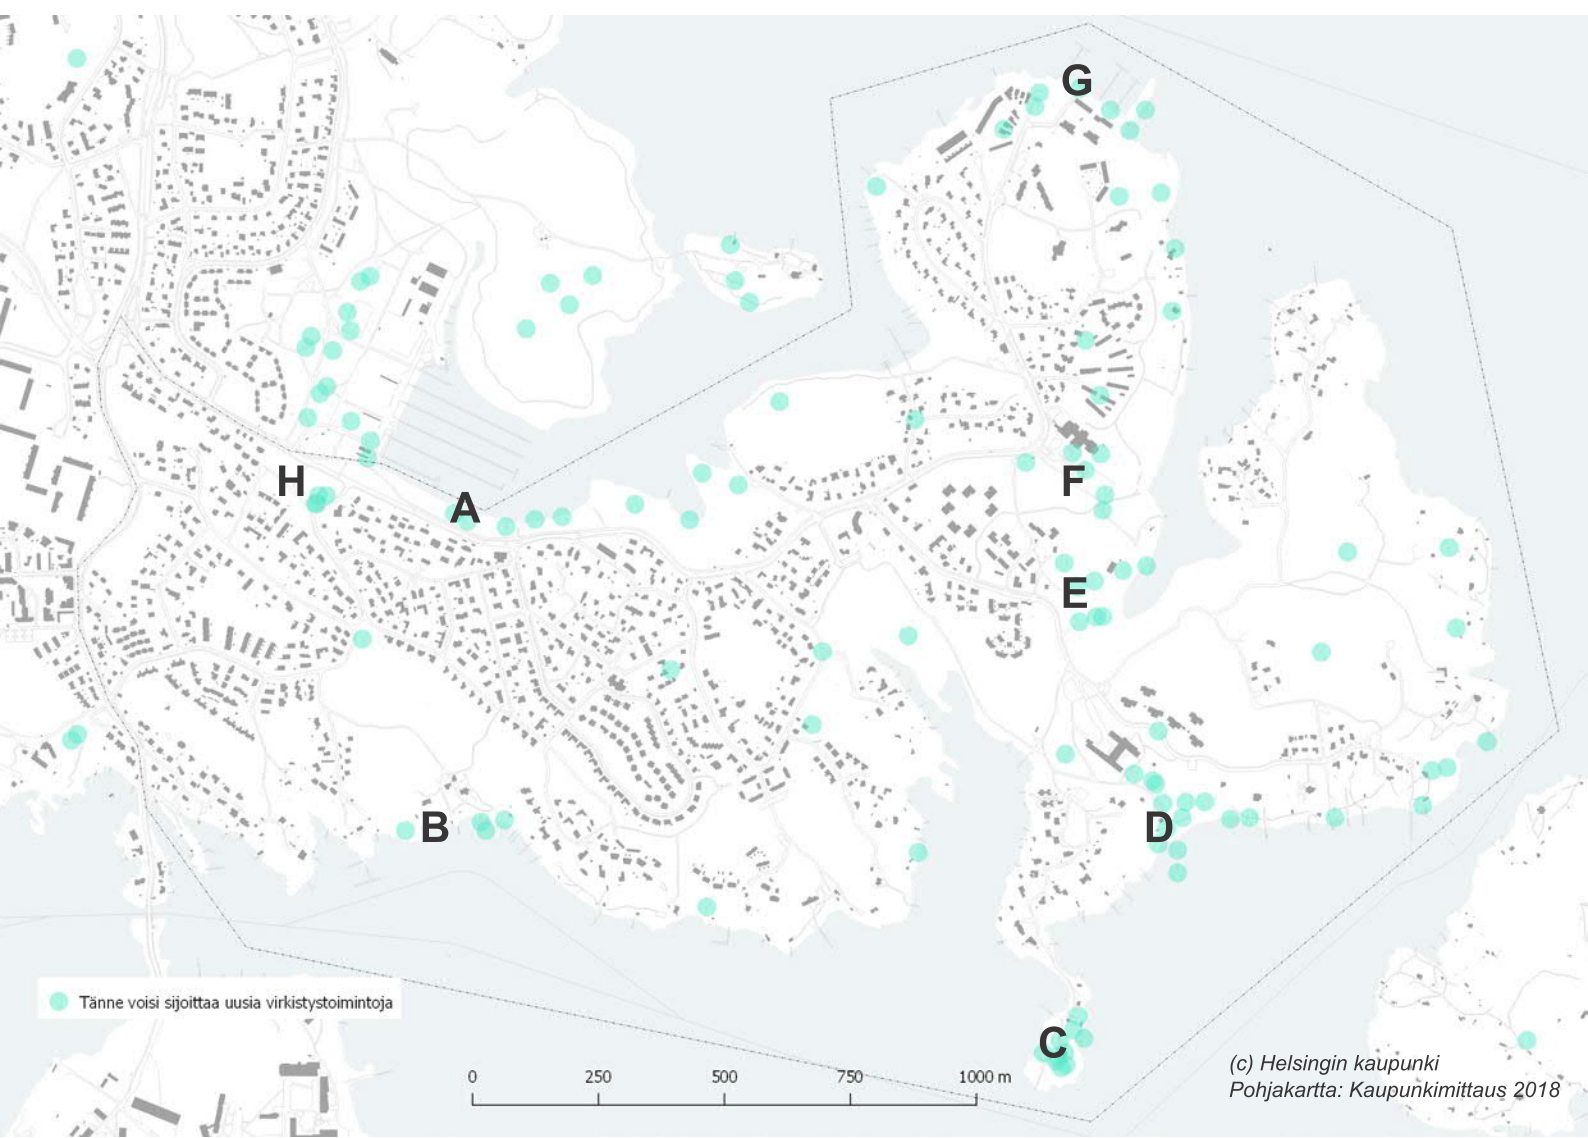 G
H
A
F
E
B
D
Tänne voisi sijoittaa uusia virkistystoimintoja
C
0 250 500 750 1000 m
(c) Helsingin kaupunki
Pohjakartta: Kaupunkimittaus 2018